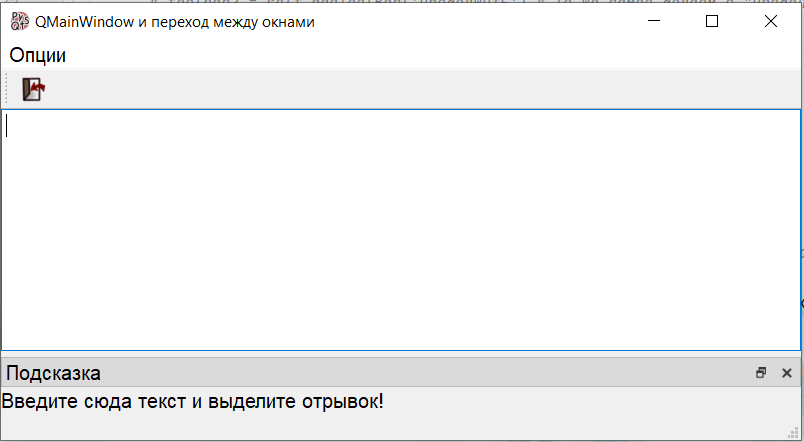 QMainWindow и переход между окнами
Опции
Подсказка
Введите сюда текст и выделите отрывок!